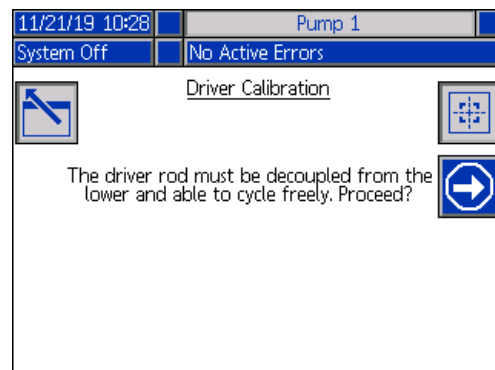 11/21/19 10:28 Pump 1
System Off No Active Errors
Driver Calibration
The driver rod must be decoupled from the
lower and able to cycle freely. Proceed?